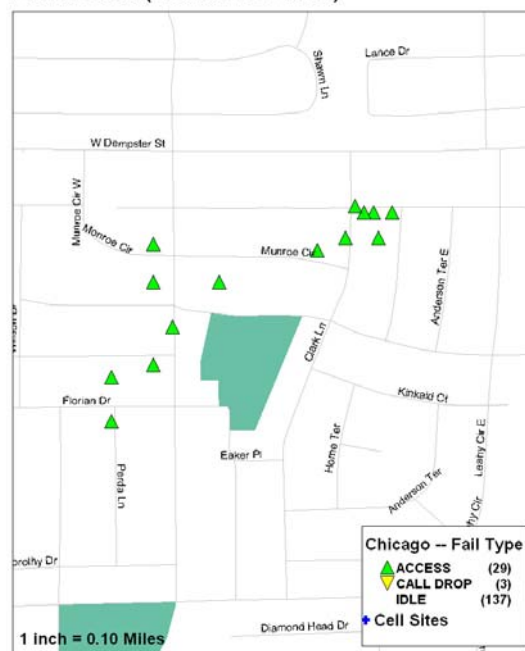 Shawn Ln
Lance Dr
W Dempster St
Munroe Cir W
Monroe Cir
Munroe Cir
Anderson Ter E
Clark Ln
Kinkaid Ct
Florian Dr
Perda Ln
Eaker Pl
Home Ter
Anderson Ter
Leahy Cir E
Diamond Head Dr
Chicago -- Fail Type
ACCESS (29)
CALL DROP (3)
IDLE (137)
Cell Sites
1 inch = 0.10 Miles